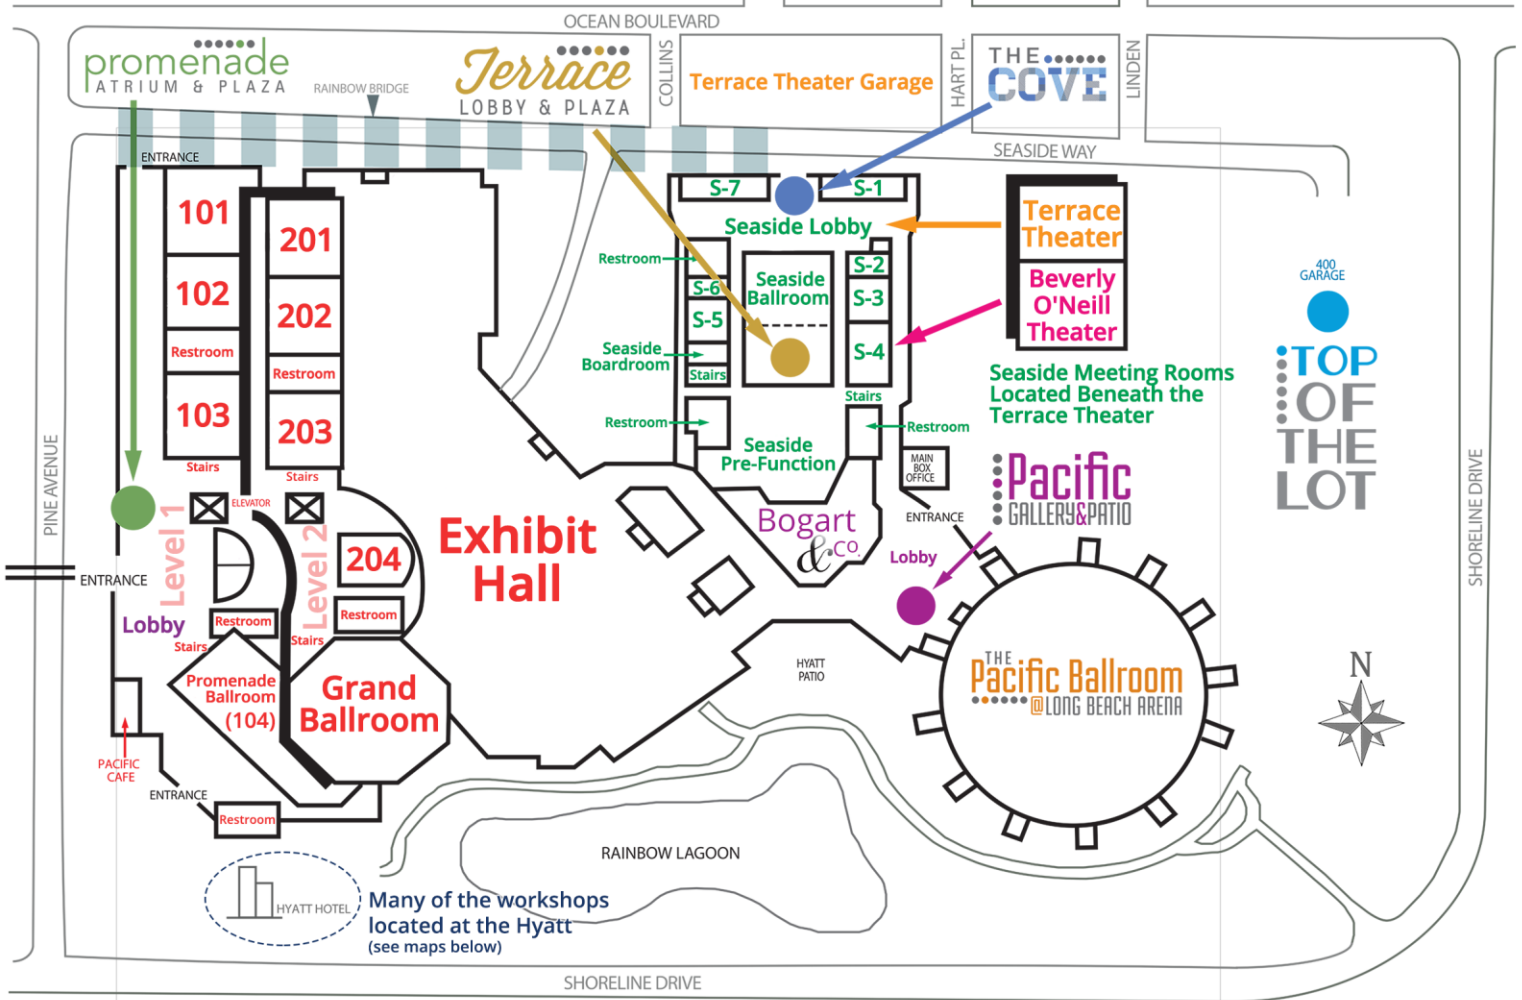 OCEAN BOULEVARD
promenade
ATRIUM & PLAZA
RAINBOW BRIDGE
Terrace
LOBBY & PLAZA
COLLINS
Terrace Theater Garage
HART PL.
THE
COVE
LINDEN
SEASIDE WAY
ENTRANCE
101
102
Restroom
103
Stairs
201
202
Restroom
203
Stairs
S-7
S-1
Seaside Lobby
Restroom
S-6
S-5
Seaside
Boardroom
Stairs
Restroom
Seaside
Ballroom
S-2
S-3
S-4
Stairs
Restroom
Seaside
Pre-Function
Terrace
Theater
Beverly
O'Neill
Theater
Seaside Meeting Rooms
Located Beneath the
Terrace Theater
400
GARAGE
TOP
OF
THE
LOT
MAIN
BOX
OFFICE
ENTRANCE
Pacific
GALLERY&PATIO
Bogart
& CO.
Lobby
PINE AVENUE
SHORELINE DRIVE
Level 1
ELEVATOR
Level 2
204
Restroom
Exhibit
Hall
ENTRANCE
Lobby
Restroom
Stairs
Stairs
Promenade
Ballroom
(104)
Grand
Ballroom
HYATT
PATIO
THE
Pacific Ballroom
@LONG BEACH ARENA
N
PACIFIC
CAFE
ENTRANCE
Restroom
RAINBOW LAGOON
HYATT HOTEL
Many of the workshops
located at the Hyatt
(see maps below)
SHORELINE DRIVE